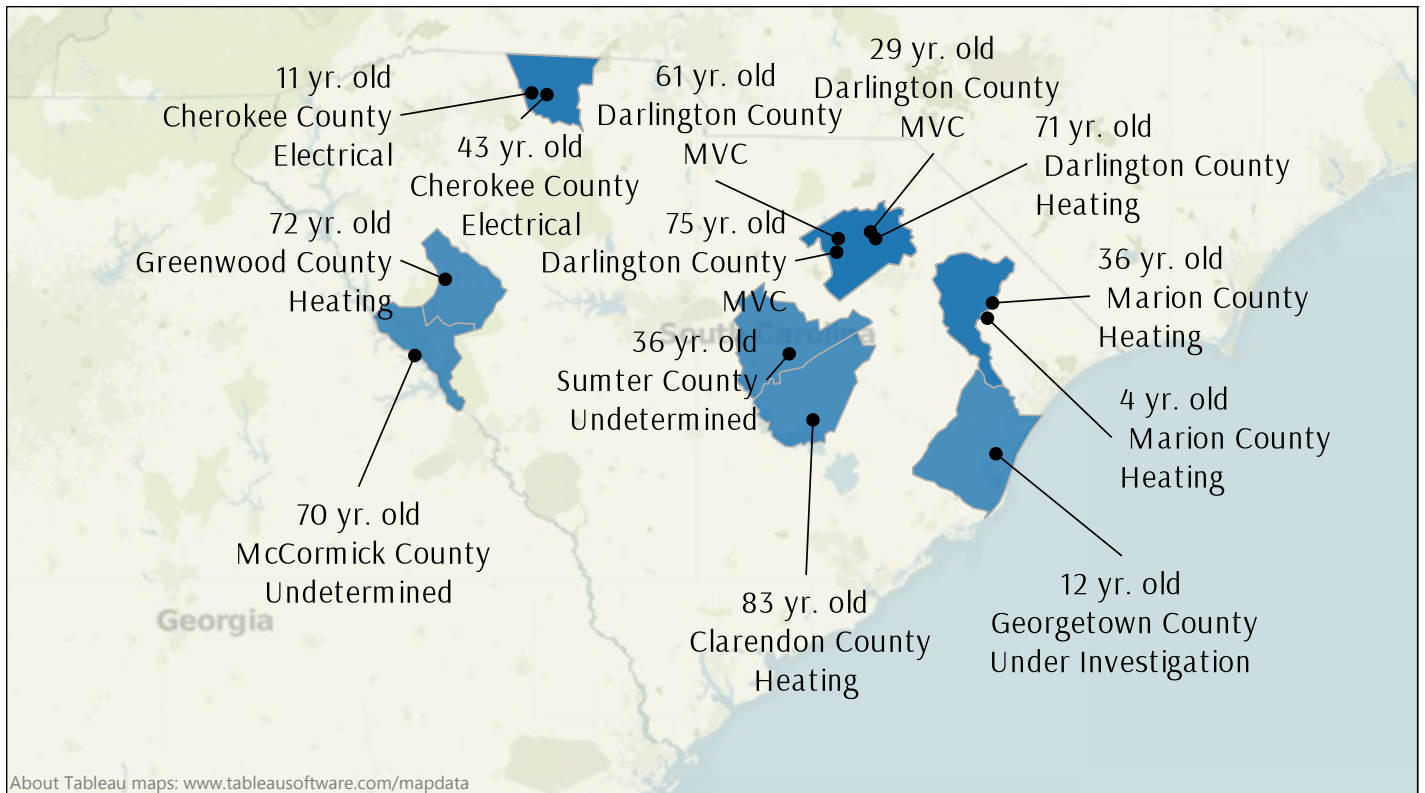 11 yr. old
Cherokee County
Electrical
43 yr. old
Cherokee County
Electrical
61 yr. old
Darlington County
MVC
29 yr. old
Darlington County
MVC
71 yr. old
Darlington County
Heating
72 yr. old
Greenwood County
Heating
75 yr. old
Darlington County
MVC
36 yr. old
Marion County
Heating
South Carolina
36 yr. old
Sumter County
Undetermined
4 yr. old
Marion County
Heating
70 yr. old
McCormick County
Undetermined
83 yr. old
Clarendon County
Heating
12 yr. old
Georgetown County
Under Investigation
Georgia
About Tableau maps: www.tableausoftware.com/mapdata